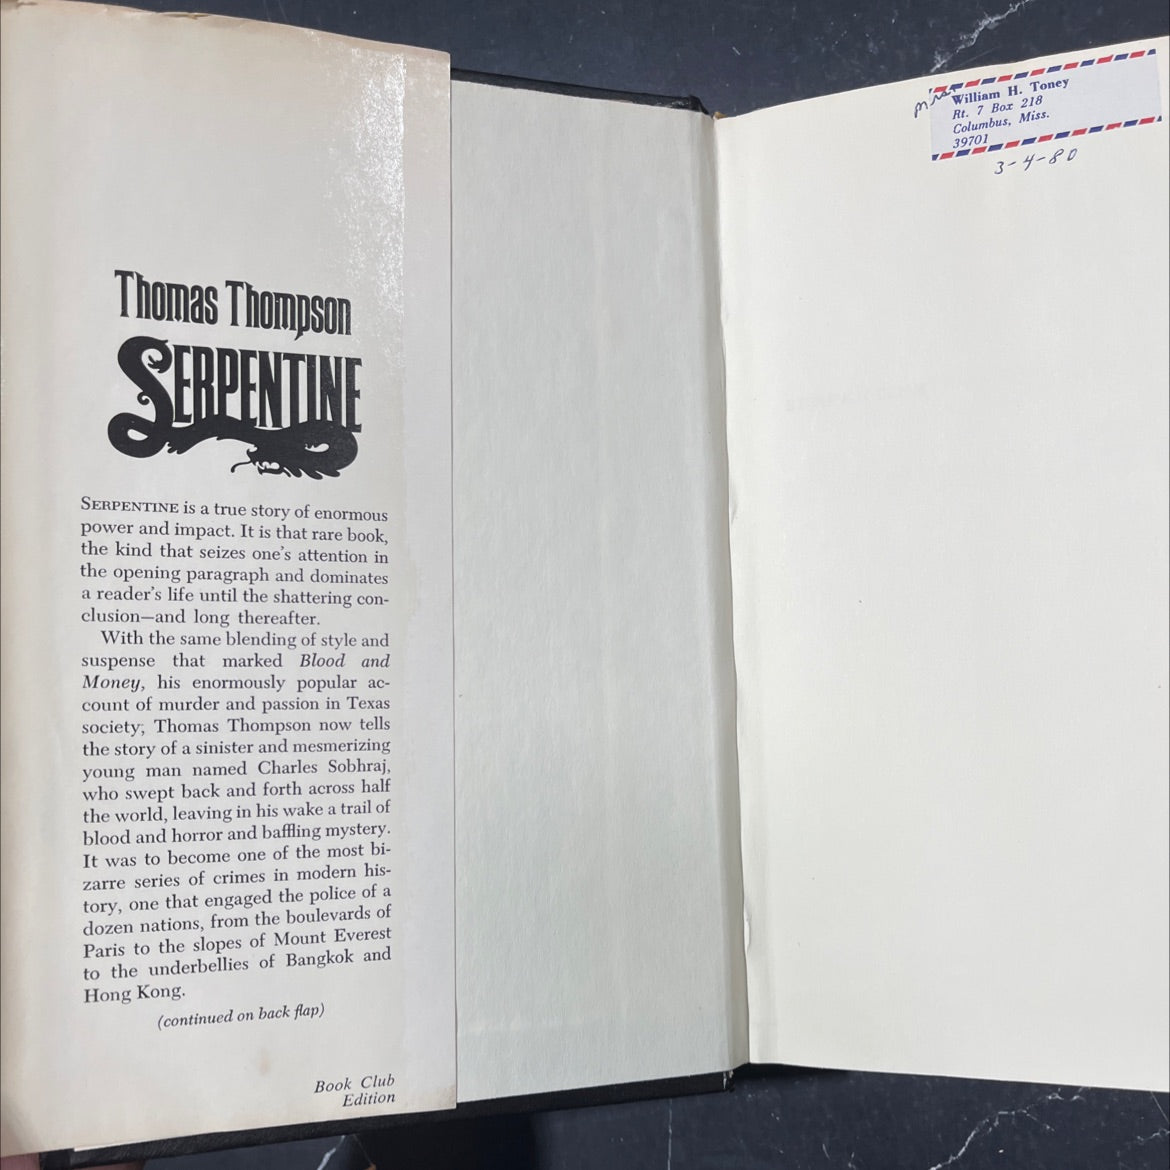 Thomas Thompson
SERPENTINE
SERPENTINE is a true story of enormous
power and impact. It is that rare book,
the kind that seizes one's attention in
the opening paragraph and dominates
a reader's life until the shattering con-
clusion—and long thereafter.
With the same blending of style and
suspense that marked Blood and
Money, his enormously popular ac-
count of murder and passion in Texas
society, Thomas Thompson now tells
the story of a sinister and mesmerizing
young man named Charles Sobhraj,
who swept back and forth across half
the world, leaving in his wake a trail of
blood and horror and baffling mystery.
It was to become one of the most bi-
zarre series of crimes in modern his-
tory, one that engaged the police of a
dozen nations, from the boulevards of
Paris to the slopes of Mount Everest
to the underbellies of Bangkok and
Hong Kong.
(continued on back flap)
Book Club
Edition
mrs William H. Toney
Rt. 7 Box 218
Columbus, Miss.
39701
3-4-80